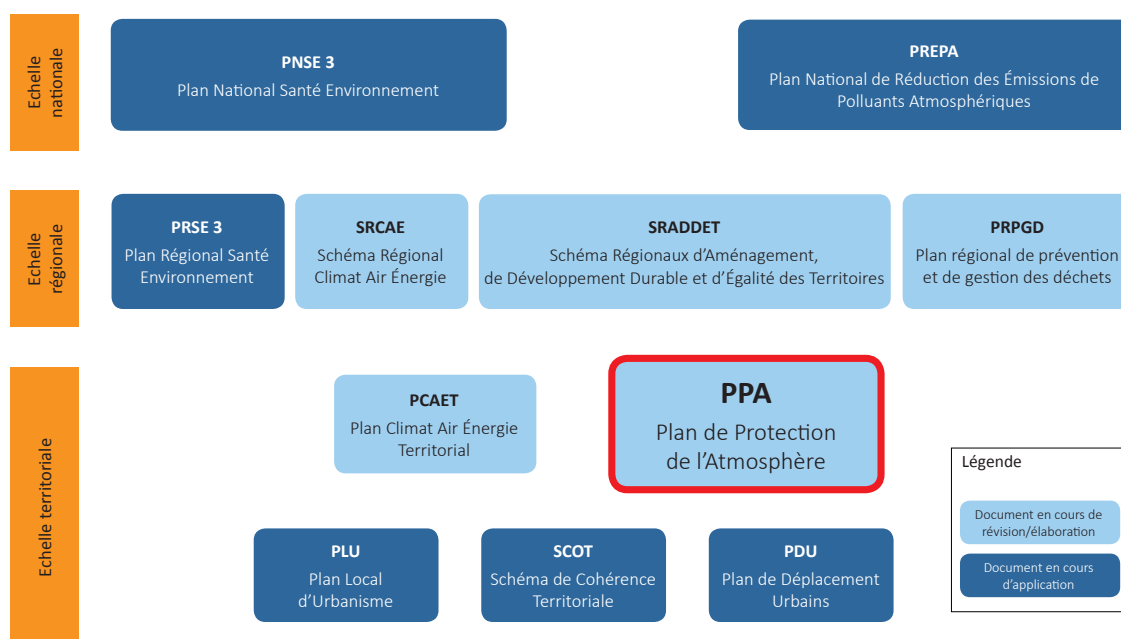 Echelle
nationale
PNSE 3
Plan National Santé Environnement
PREPA
Plan National de Réduction des Émissions de
Polluants Atmosphériques
Echelle
régionale
PRSE 3
Plan Régional Santé
Environnement
SRCAE
Schéma Régional
Climat Air Énergie
SRADDET
Schéma Régionaux d'Aménagement,
de Développement Durable et d'Égalité des Territoires
PRPGD
Plan régional de prévention
et de gestion des déchets
Echelle territoriale
PCAET
Plan Climat Air Énergie
Territorial
PPA
Plan de Protection
de l'Atmosphère
PLU
Plan Local
d'Urbanisme
SCOT
Schéma de Cohérence
Territoriale
PDU
Plan de Déplacement
Urbains
Légende
Document en cours de
révision/élaboration
Document en cours
d'application